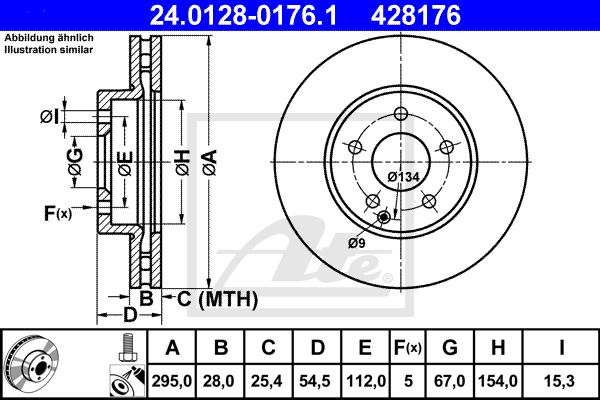 24.0128-0176.1 428176
Abbildung ähnlich
Illustration similar
ØI
ØG
ØE
ØH
ØA
F(x)
Ø134
Ø9
B
C (MTH)
D
Ate
®
A B C D E F(x) G H I
295,0 28,0 25,4 54,5 112,0 5 67,0 154,0 15,3